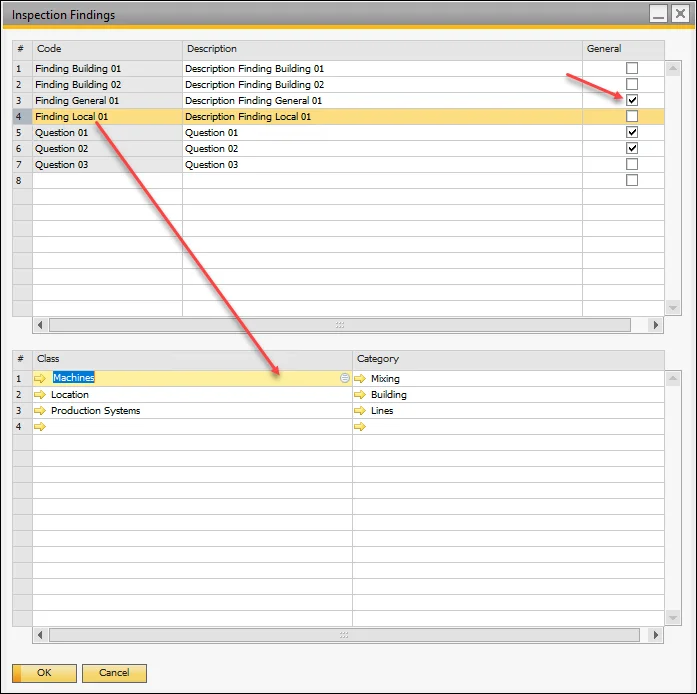 Inspection Findings
# Code Description General
1 Finding Building 01 Description Finding Building 01
2 Finding Building 02 Description Finding Building 02
3 Finding General 01 Description Finding General 01
4 Finding Local 01 Description Finding Local 01
5 Question 01 Question 01
6 Question 02 Question 02
7 Question 03 Question 03
8
# Class Category
1 Machines Mixing
2 Location Building
3 Production Systems Lines
4
OK Cancel